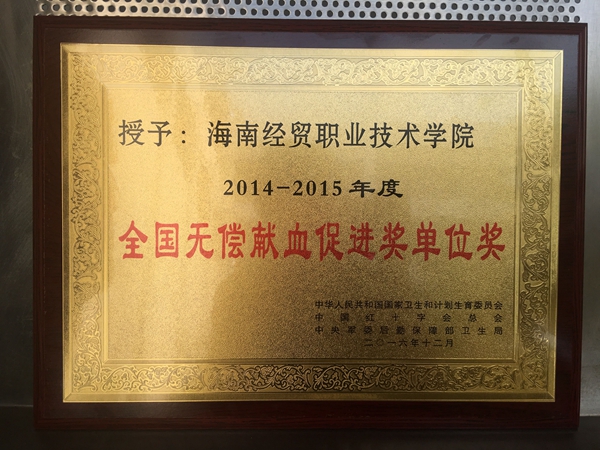 授予：海南经贸职业技术学院
2014-2015年度
全国无偿献血促进奖单位奖
中华人民共和国国家卫生和计划生育委员会
中国红十字会总会
中央军委后勤保障部卫生局
二〇一六年十二月